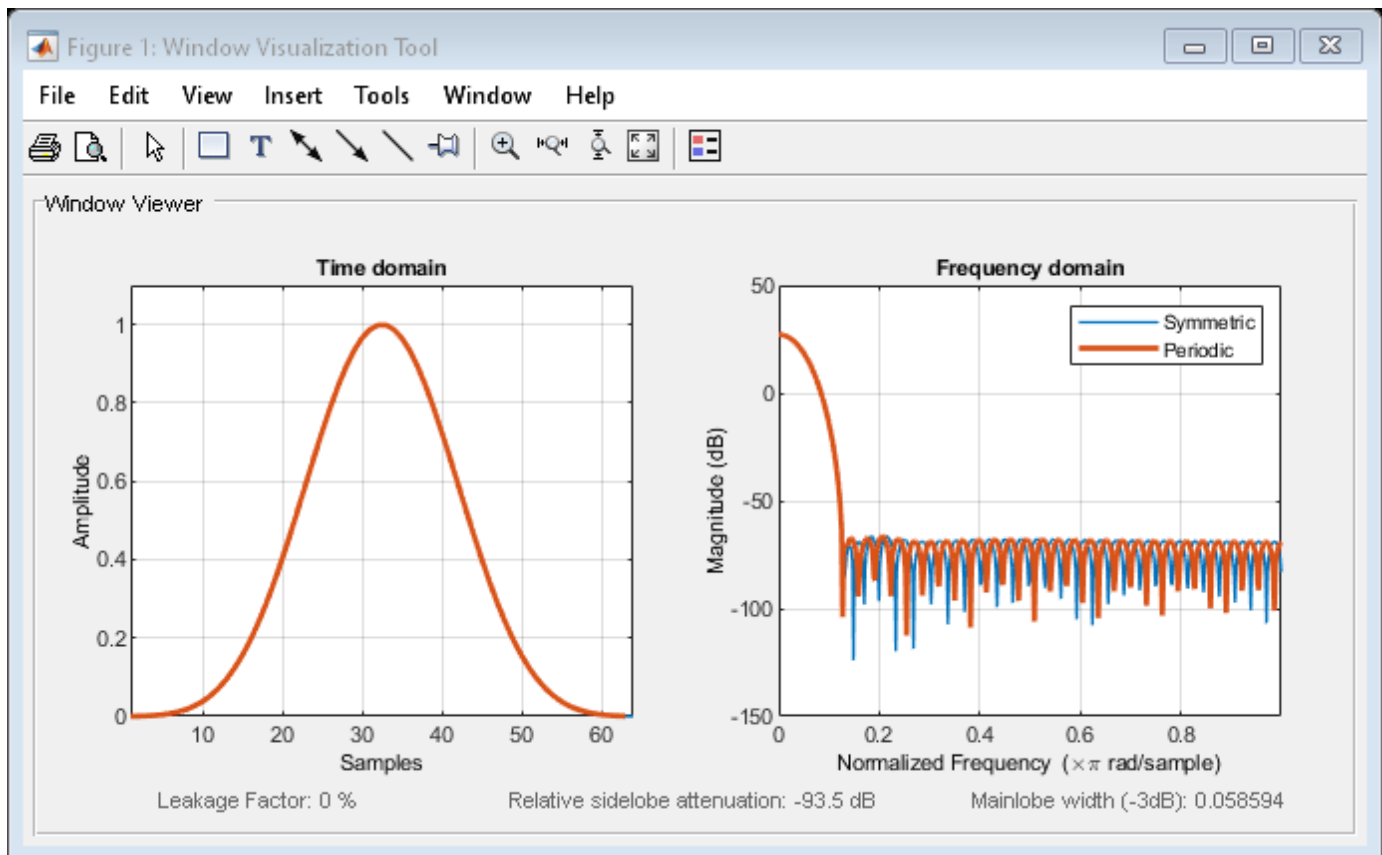 Figure 1: Window Visualization Tool
File Edit View Insert Tools Window Help
T
Window Viewer
Time domain
Amplitude
1
0.8
0.6
0.4
0.2
0
10 20 30 40 50 60
Samples
Frequency domain
Symmetric
Periodic
Magnitude (dB)
50
0
-50
-100
-150
0 0.2 0.4 0.6 0.8
Normalized Frequency (×π rad/sample)
Leakage Factor: 0 % Relative sidelobe attenuation: -93.5 dB Mainlobe width (-3dB): 0.058594